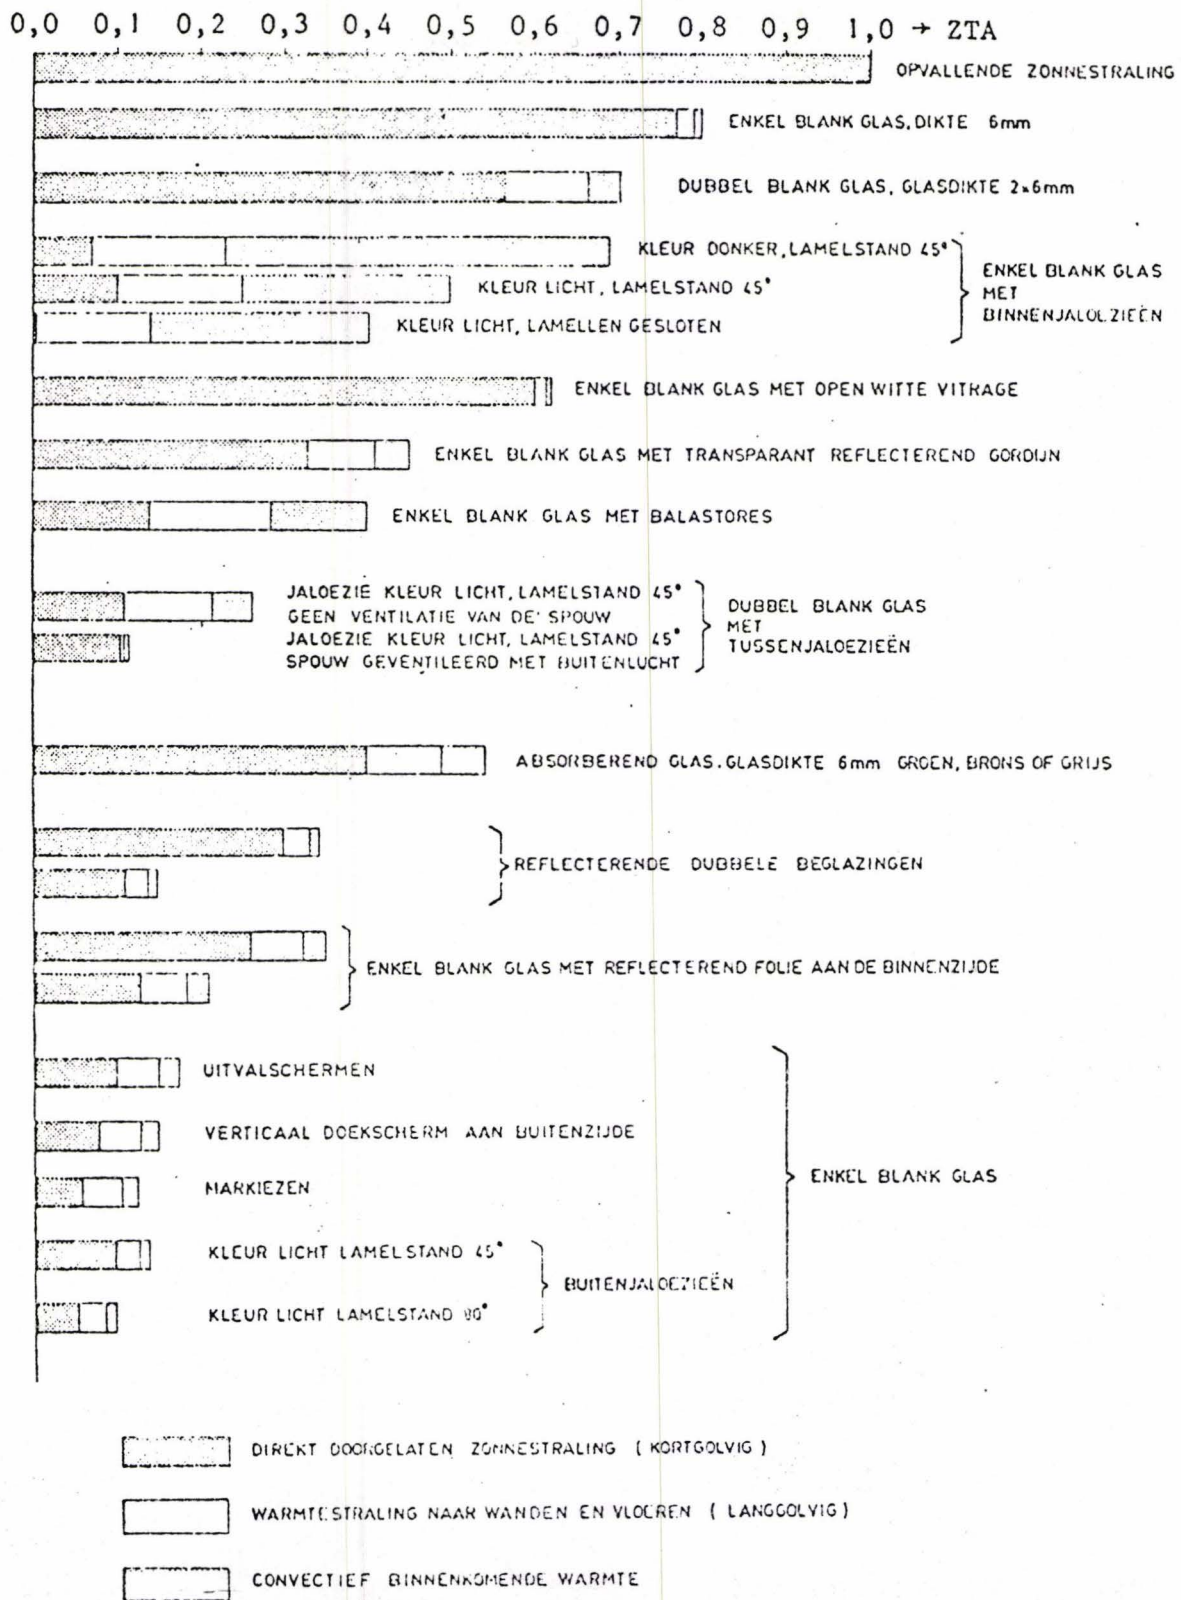 0,0 0,1 0,2 0,3 0,4 0,5 0,6 0,7 0,8 0,9 1,0 → ZTA
OPVALLENDE ZONNESTRALING
ENKEL BLANK GLAS, DIKTE 6mm
DUBBEL BLANK GLAS, GLASDIKTE 2x6mm
KLEUR DONKER, LAMELSTAND 45°
KLEUR LICHT, LAMELSTAND 45°
KLEUR LICHT, LAMELLEN GESLOTEN
ENKEL BLANK GLAS
MET
BINNENJALOEZIEËN
ENKEL BLANK GLAS MET OPEN WITTE VITRAGE
ENKEL BLANK GLAS MET TRANSPARANT REFLECTEREND GORDIJN
ENKEL BLANK GLAS MET BALASTORES
JALOEZIE KLEUR LICHT, LAMELSTAND 45°
GEEN VENTILATIE VAN DE SPOUW
JALOEZIE KLEUR LICHT, LAMELSTAND 45°
SPOUW GEVENTILEERD MET BUITENLUCHT
DUBBEL BLANK GLAS
MET
TUSSENJALOEZIEËN
ABSORBEREND GLAS. GLASDIKTE 6mm GROEN, BRONS OF GRIJS
REFLECTERENDE DUBBELE BEGLAZINGEN
ENKEL BLANK GLAS MET REFLECTEREND FOLIE AAN DE BINNENZIJDE
UITVALSCHERMEN
VERTICAAL DOEKSCHERM AAN BUITENZIJDE
MARKIEZEN
KLEUR LICHT LAMELSTAND 45°
KLEUR LICHT LAMELSTAND
BUITENJALOEZIEËN
ENKEL BLANK GLAS
DIREKT DOORGELATEN ZONNESTRALING (KORTGOLVIG)
WARMTESTRALING NAAR WANDEN EN VLOEREN (LANGGOLVIG)
CONVECTIEF BINNENKOMENDE WARMTE